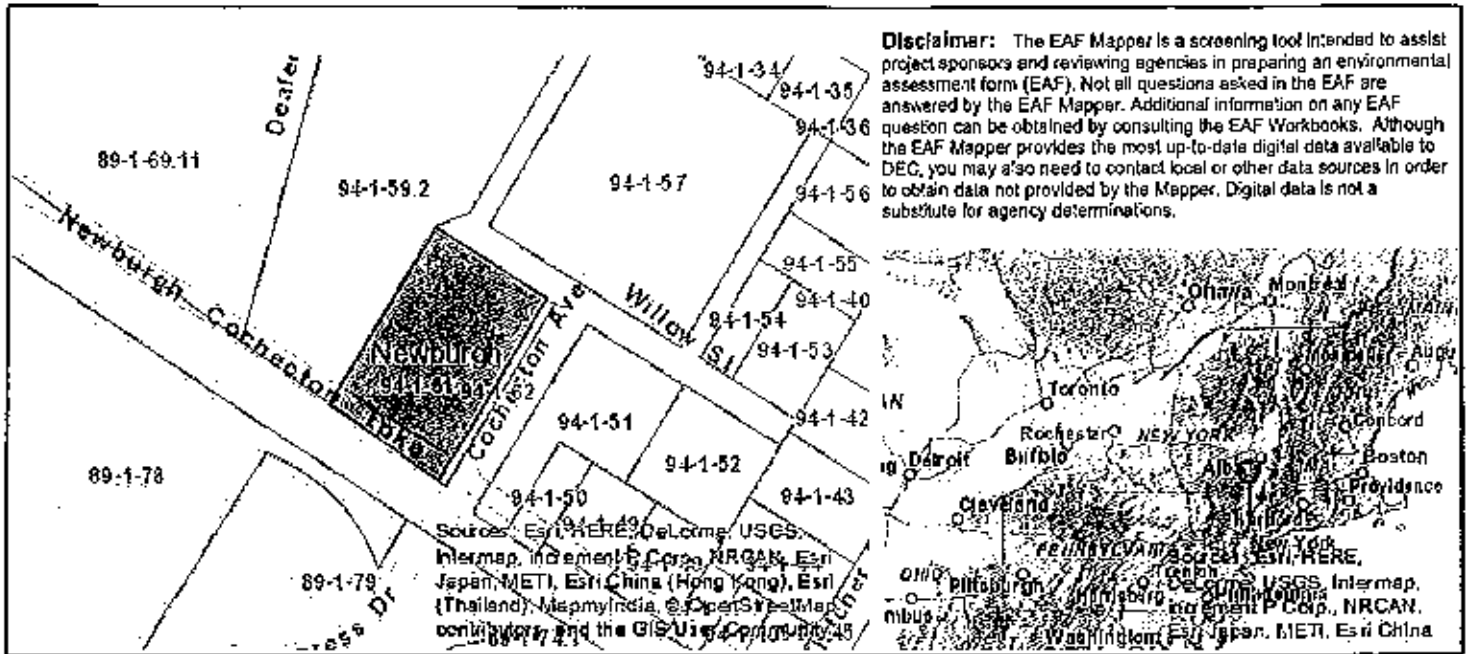 Disclaimer: The EAF Mapper is a screening tool intended to assist
project sponsors and reviewing agencies in preparing an environmental
assessment form (EAF). Not all questions asked in the EAF are
answered by the EAF Mapper. Additional information on any EAF
question can be obtained by consulting the EAF Workbooks. Although
the EAF Mapper provides the most up-to-date digital data available to
DEC, you may also need to contact local or other data sources in order
to obtain data not provided by the Mapper. Digital data is not a
substitute for agency determinations.
94-1-34
94-1-35
94-1-36
89-1-69.11
94-1-59.2
94-1-57
94-1-56
94-1-55
94-1-40
94-1-54
94-1-53
94-1-42
94-1-51
94-1-52
94-1-43
94-1-50
89-1-78
89-1-79
Newburgh Cochecton Tpke
Newburgh
Cochecton Ave
Willow St
Sources: Esri, HERE, DeLorme, USGS,
Intermap, increment P Corp., NRCAN, Esri
Japan, METI, Esri China (Hong Kong), Esri
(Thailand), MapmyIndia, © OpenStreetMap
contributors, and the GIS User Community
Ottawa
Montreal
Toronto
Rochester
NEW YORK
Concord
Boston
Providence
Detroit
Cleveland
New York
PENNSYLVANIA
OHIO
Pittsburgh
Harrisburg
Washington
Sources: Esri, HERE,
DeLorme, USGS, Intermap,
increment P Corp., NRCAN,
Esri Japan, METI, Esri China